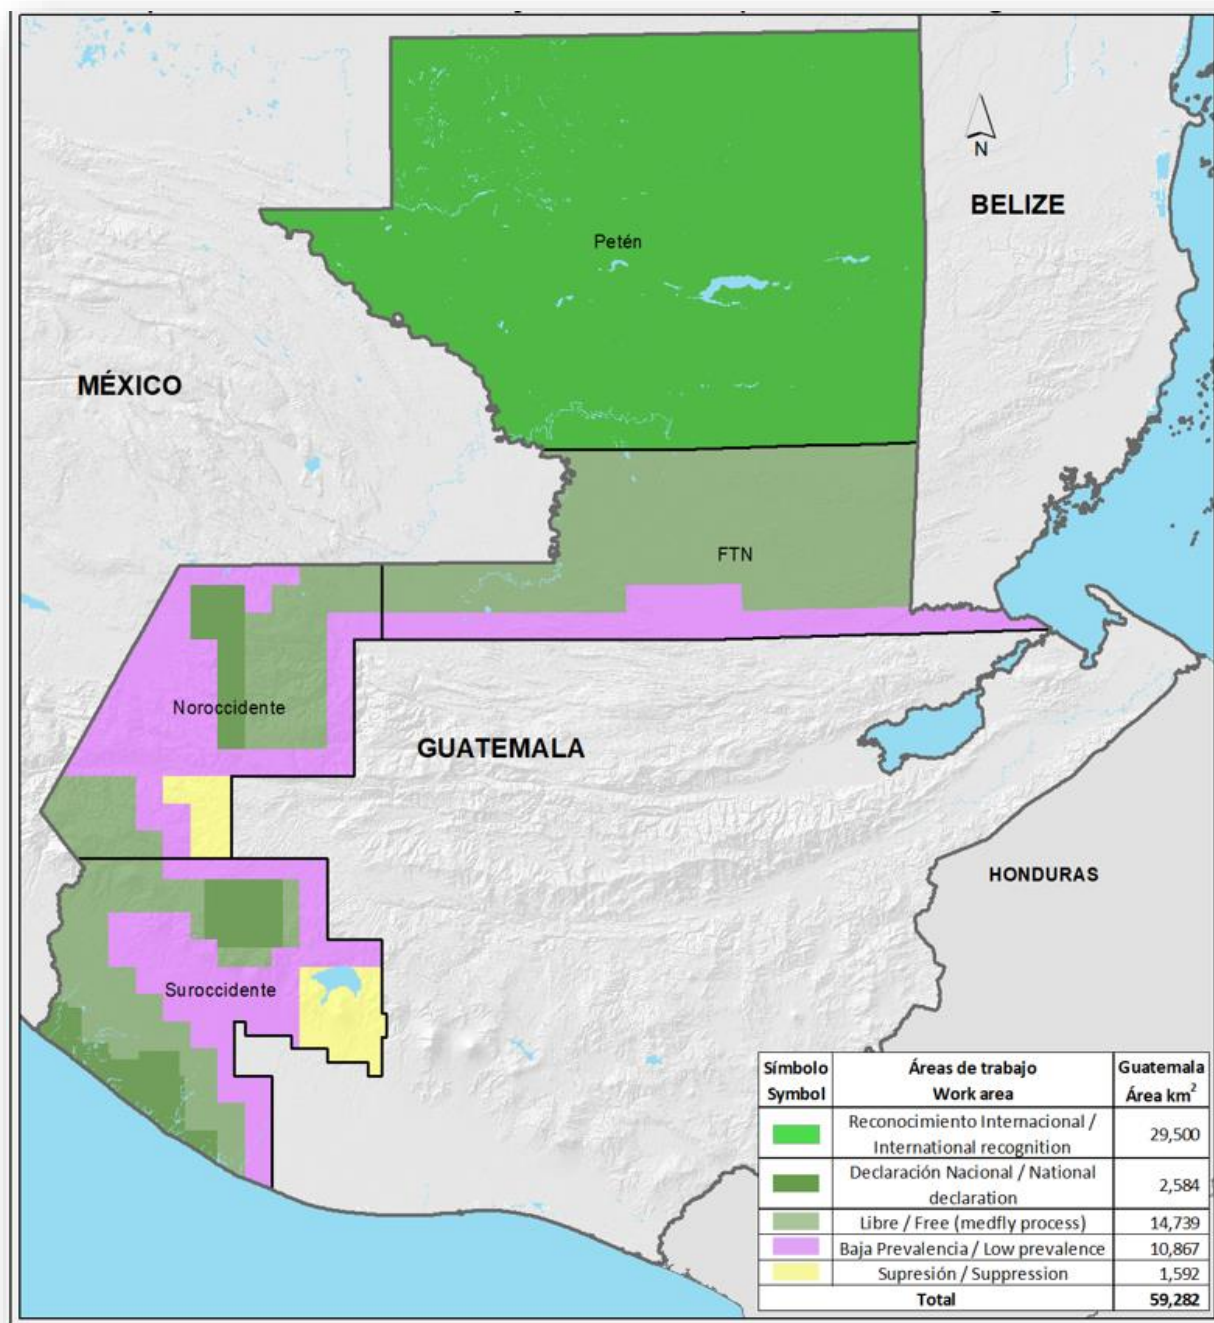 N
BELIZE
Petén
MÉXICO
FTN
Noroccidente
GUATEMALA
HONDURAS
Suroccidente
Símbolo
Symbol
Áreas de trabajo
Work area
Guatemala
Área km²
Reconocimiento Internacional /
International recognition
29,500
Declaración Nacional / National
declaration
2,584
Libre / Free (medfly process) 14,739
Baja Prevalencia / Low prevalence 10,867
Supresión / Suppression 1,592
Total 59,282